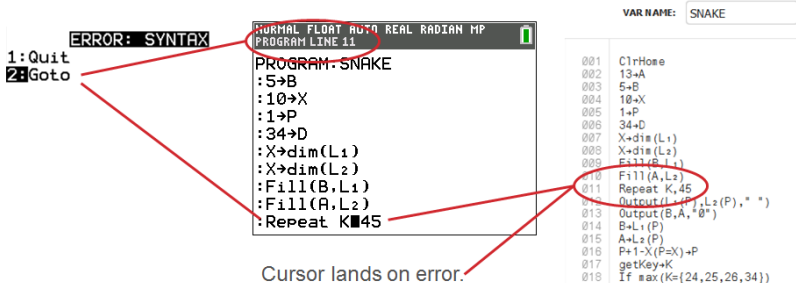 ERROR: SYNTAX
1:Quit
2:Goto
NORMAL FLOAT AUTO REAL RADIAN MP
PROGRAM LINE 11
PROGRAM:SNAKE
:5→B
:10→X
:1→P
:34→D
:X→dim(L₁)
:X→dim(L₂)
:Fill(B,L₁)
:Fill(A,L₂)
:Repeat K■45
Cursor lands on error.
VAR NAME: SNAKE
001 ClrHome
002 13→A
003 5→B
004 10→X
005 1→P
006 34→D
007 X→dim(L₁)
008 X→dim(L₂)
009 Fill(B,L₁)
010 Fill(A,L₂)
011 Repeat K,45
012 Output(L₁(P),L₂(P)," ")
013 Output(B,A,"0")
014 B→L₁(P)
015 A→L₂(P)
016 P+1-X(P=X)→P
017 getKey→K
018 If max(K={24,25,26,34})